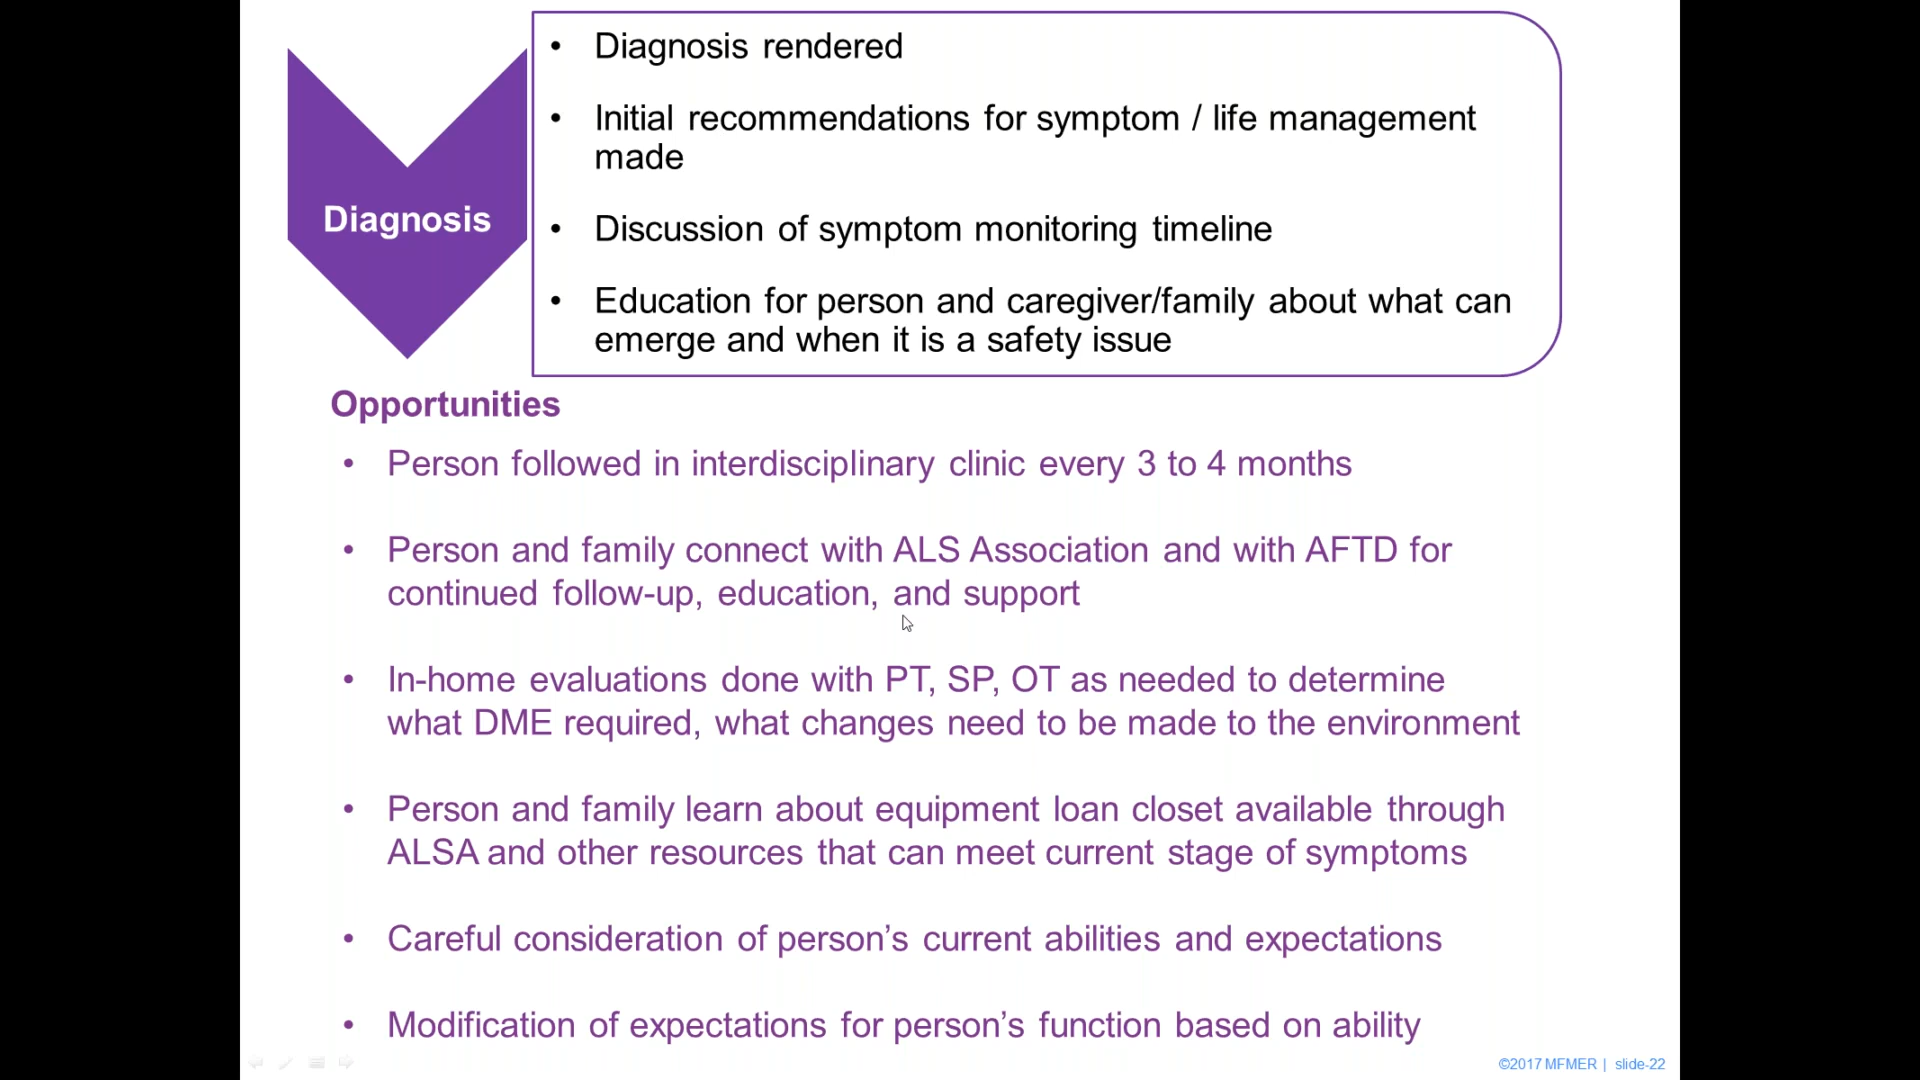 Diagnosis
• Diagnosis rendered
• Initial recommendations for symptom / life management
made
• Discussion of symptom monitoring timeline
• Education for person and caregiver/family about what can
emerge and when it is a safety issue
Opportunities
• Person followed in interdisciplinary clinic every 3 to 4 months
• Person and family connect with ALS Association and with AFTD for
continued follow-up, education, and support
• In-home evaluations done with PT, SP, OT as needed to determine
what DME required, what changes need to be made to the environment
• Person and family learn about equipment loan closet available through
ALSA and other resources that can meet current stage of symptoms
• Careful consideration of person’s current abilities and expectations
• Modification of expectations for person’s function based on ability
©2017 MFMER | slide-22